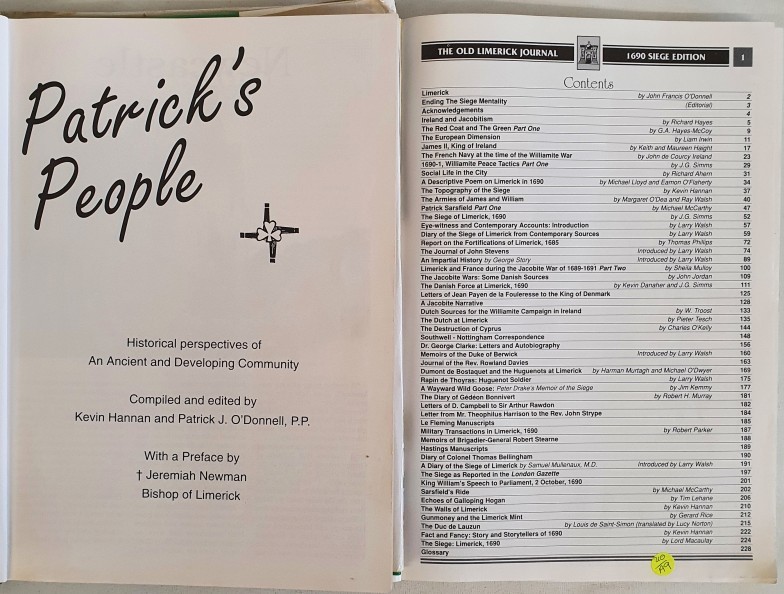 Patrick's
People
Historical perspectives of
An Ancient and Developing Community
Compiled and edited by
Kevin Hannan and Patrick J. O'Donnell, P.P.
With a Preface by
† Jeremiah Newman
Bishop of Limerick
THE OLD LIMERICK JOURNAL 1690 SIEGE EDITION 1
Contents
Limerick by John Francis O'Donnell 2
Ending The Siege Mentality (Editorial) 3
Acknowledgements 4
Ireland and Jacobitism by Richard Hayes 5
The Red Coat and The Green Part One by G.A. Hayes-McCoy 9
The European Dimension by Liam Irwin 11
James II, King of Ireland by Keith and Maureen Haight 17
The French Navy at the time of the Williamite War by John de Courcy Ireland 23
1690-1, Williamite Peace Tactics Part One by J.G. Simms 29
Social Life in the City by Richard Ahern 31
A Descriptive Poem on Limerick in 1690 by Michael Lloyd and Eamon O'Flaherty 34
The Topography of the Siege by Kevin Hannan 37
The Armies of James and William by Margaret O'Dea and Ray Walsh 40
Patrick Sarsfield Part One by Michael McCarthy 47
The Siege of Limerick, 1690 by J.G. Simms 52
Eye-witness and Contemporary Accounts: Introduction by Larry Walsh 57
Diary of the Siege of Limerick from Contemporary Sources by Larry Walsh 59
Report on the Fortifications of Limerick, 1685 by Thomas Phillips 72
The Journal of John Stevens Introduced by Larry Walsh 74
An Impartial History by George Story Introduced by Larry Walsh 89
Limerick and France during the Jacobite War of 1689-1691 Part Two by Sheila Mulloy 100
The Jacobite Wars: Some Danish Sources by John Jordan 109
The Danish Force at Limerick, 1690 by Kevin Danaher and J.G. Simms 111
Letters of Jean Payen de la Fouleresse to the King of Denmark 125
A Jacobite Narrative 128
Dutch Sources for the Williamite Campaign in Ireland by W. Troost 133
The Dutch at Limerick by Pieter Tesch 135
The Destruction of Cyprus by Charles O'Kelly 144
Southwell - Nottingham Correspondence 148
Dr. George Clarke: Letters and Autobiography 156
Memoirs of the Duke of Berwick Introduced by Larry Walsh 160
Journal of the Rev. Rowland Davies 163
Dumont de Bostaquet and the Huguenots at Limerick by Harman Murtagh and Michael O'Dwyer 169
Rapin de Thoyras: Huguenot Soldier by Larry Walsh 175
A Wayward Wild Goose: Peter Drake's Memoir of the Siege by Jim Kemmy 177
The Diary of Gédéon Bonnivert by Robert H. Murray 181
Letters of D. Campbell to Sir Arthur Rawdon 182
Letter from Mr. Theophilus Harrison to the Rev. John Strype 184
Le Fleming Manuscripts 185
Military Transactions in Limerick, 1690 by Robert Parker 187
Memoirs of Brigadier-General Robert Stearne 188
Hastings Manuscripts 189
Diary of Colonel Thomas Bellingham 190
A Diary of the Siege of Limerick by Samuel Mullenaux, M.D. Introduced by Larry Walsh 191
The Siege as Reported in the London Gazette 197
King William's Speech to Parliament, 2 October, 1690 201
Sarsfield's Ride by Michael McCarthy 202
Echoes of Galloping Hogan by Tim Lehane 206
The Walls of Limerick by Kevin Hannan 210
Gunmoney and the Limerick Mint by Gerard Rice 212
The Duc de Lauzun by Louis de Saint-Simon (translated by Lucy Norton) 215
Fact and Fancy: Story and Storytellers of 1690 by Kevin Hannan 222
The Siege: Limerick, 1690 by Lord Macaulay 224
Glossary 228